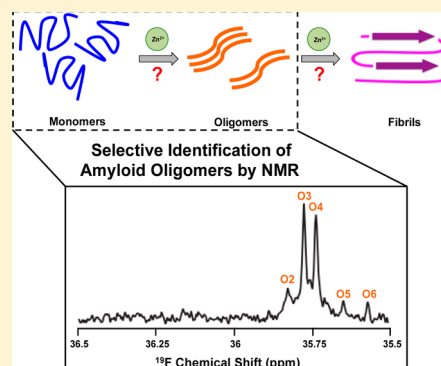 Zn²⁺ Zn²⁺
? ?
Monomers Oligomers Fibrils
Selective Identification of
Amyloid Oligomers by NMR
O3
O4
O2
O5 O6
36.5 36.25 36 35.75 35.5
¹⁹F Chemical Shift (ppm)